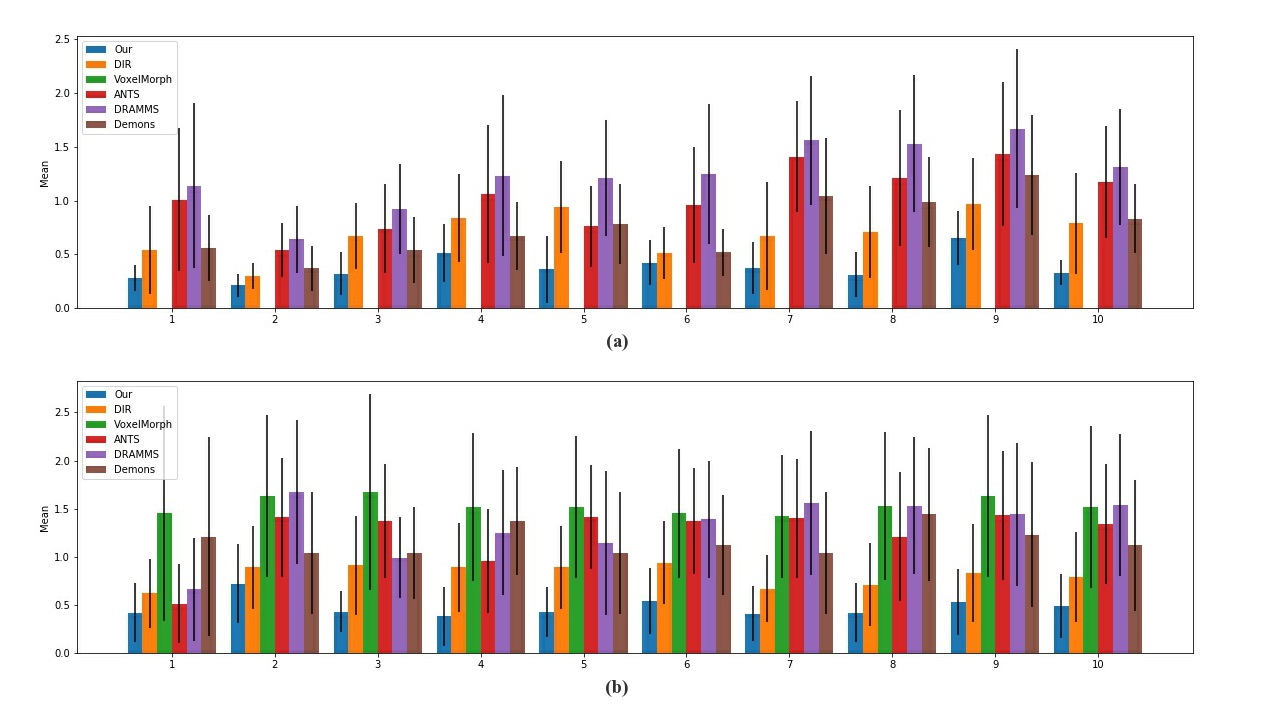 2.5
2.0
1.5
1.0
0.5
0.0
Mean
Our
DIR
VoxelMorph
ANTS
DRAMMS
Demons
1 2 3 4 5 6 7 8 9 10
(a)
2.5
2.0
1.5
1.0
0.5
0.0
Mean
Our
DIR
VoxelMorph
ANTS
DRAMMS
Demons
1 2 3 4 5 6 7 8 9 10
(b)